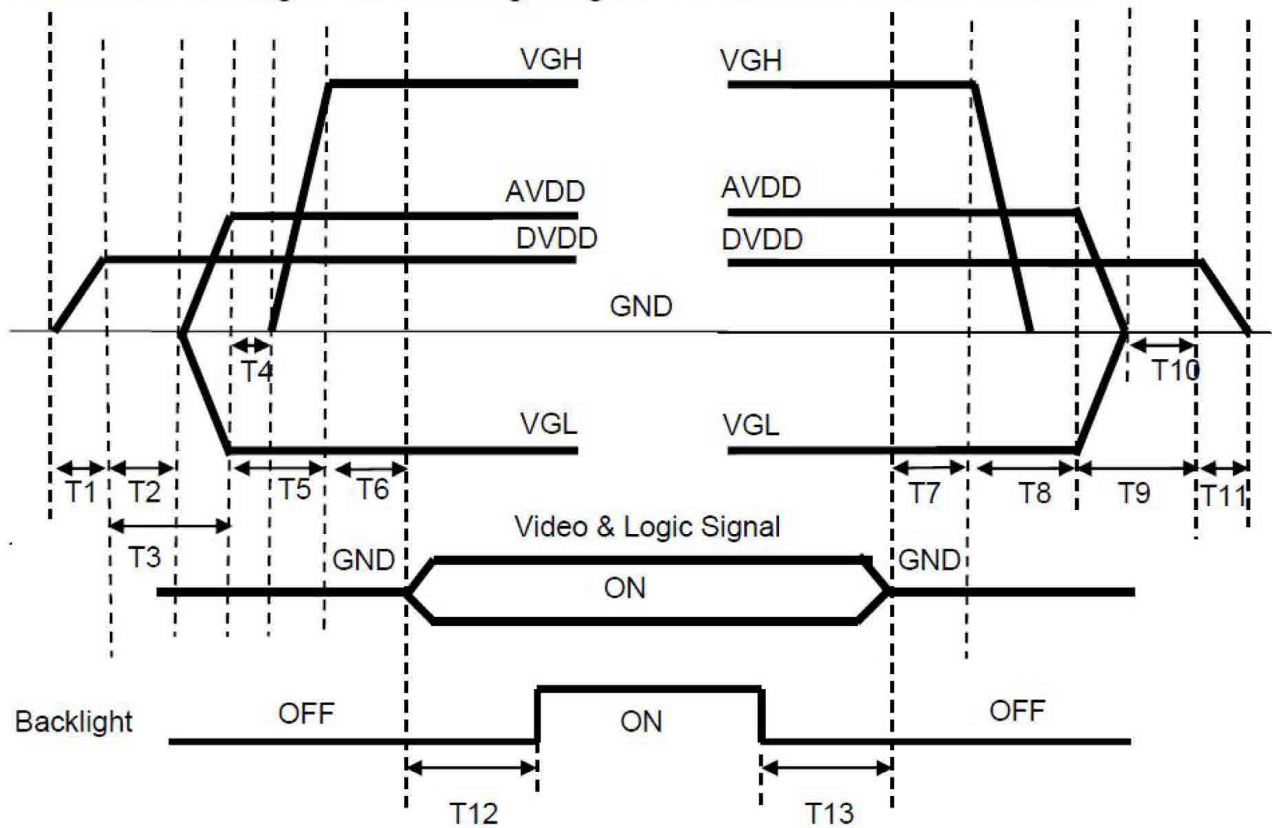 VGH VGH
AVDD AVDD
DVDD DVDD
GND
T4 T10
VGL VGL
T1 T2 T5 T6 T7 T8 T9 T11
T3 Video & Logic Signal
GND GND
ON
OFF ON OFF
Backlight
T12 T13